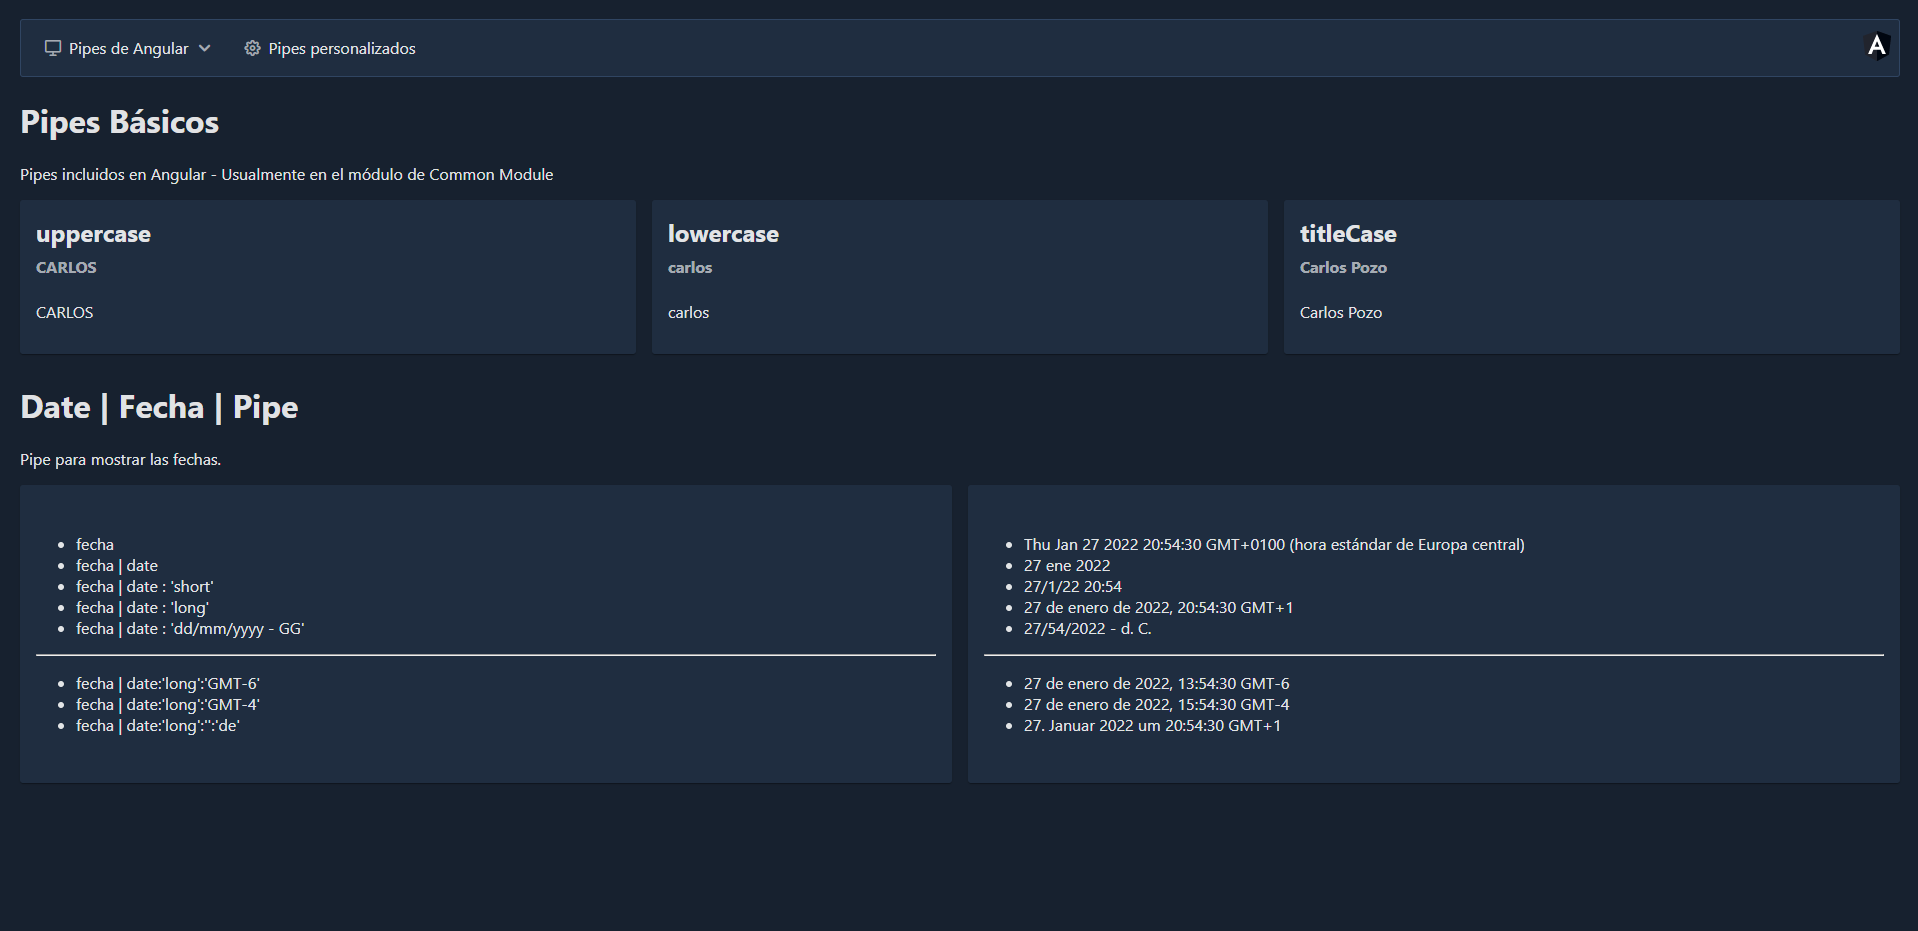 Pipes de Angular Pipes personalizados
Pipes Básicos
Pipes incluidos en Angular - Usualmente en el módulo de Common Module
uppercase
CARLOS
CARLOS
lowercase
carlos
carlos
titleCase
Carlos Pozo
Carlos Pozo
Date | Fecha | Pipe
Pipe para mostrar las fechas.
fecha
fecha | date
fecha | date : 'short'
fecha | date : 'long'
fecha | date : 'dd/mm/yyyy - GG'
fecha | date:'long':'GMT-6'
fecha | date:'long':'GMT-4'
fecha | date:'long':'':'de'
Thu Jan 27 2022 20:54:30 GMT+0100 (hora estándar de Europa central)
27 ene 2022
27/1/22 20:54
27 de enero de 2022, 20:54:30 GMT+1
27/54/2022 - d. C.
27 de enero de 2022, 13:54:30 GMT-6
27 de enero de 2022, 15:54:30 GMT-4
27. Januar 2022 um 20:54:30 GMT+1